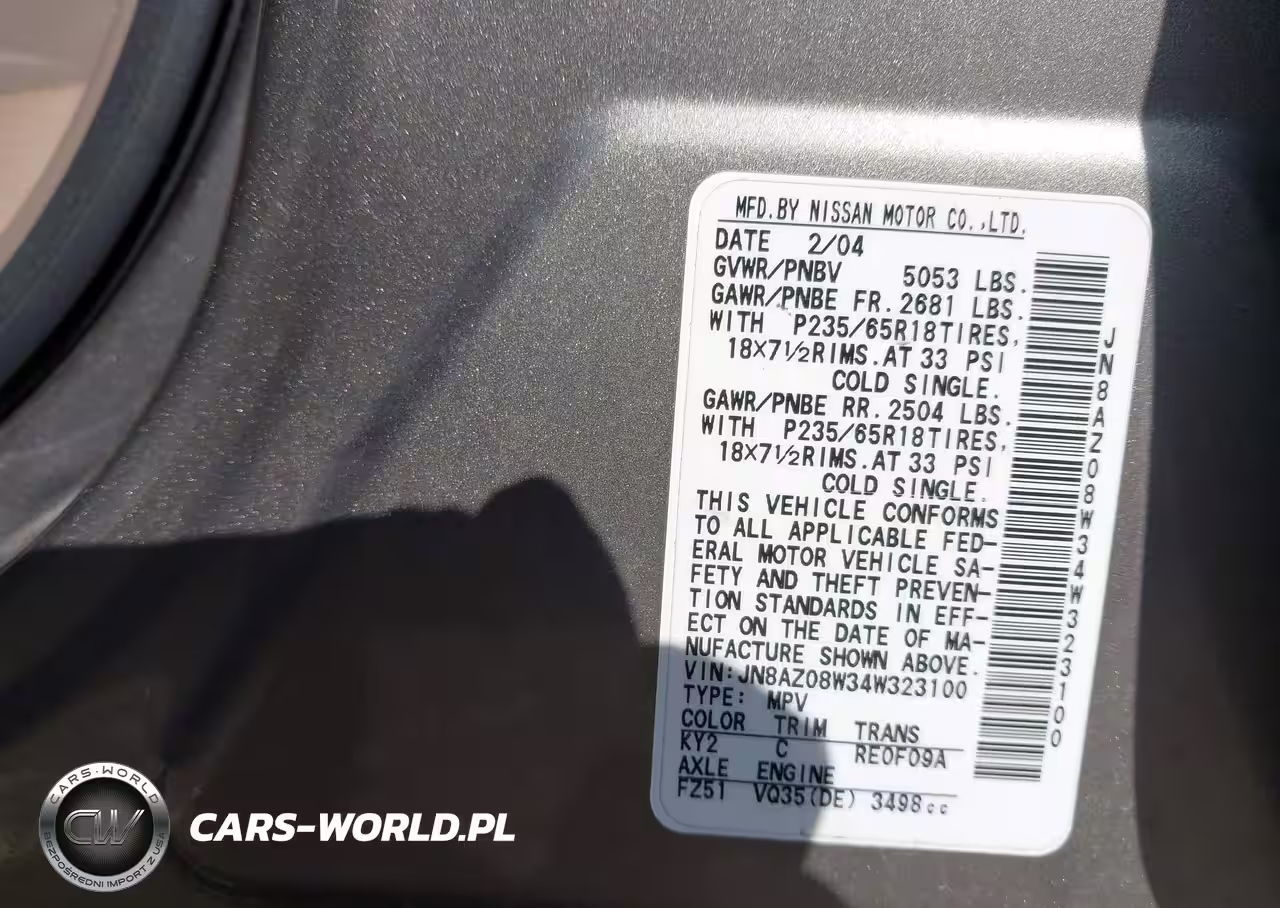 MFD.BY NISSAN MOTOR CO.,LTD.
DATE 2/04
GVWR/PNBV 5053 LBS.
GAWR/PNBE FR. 2681 LBS.
WITH P235/65R18TIRES,
18X7½RIMS.AT 33 PSI
COLD SINGLE.
GAWR/PNBE RR. 2504 LBS.
WITH P235/65R18TIRES,
18X7½RIMS.AT 33 PSI
COLD SINGLE.
THIS VEHICLE CONFORMS
TO ALL APPLICABLE FED-
ERAL MOTOR VEHICLE SA-
FETY AND THEFT PREVEN-
TION STANDARDS IN EFF-
ECT ON THE DATE OF MA-
NUFACTURE SHOWN ABOVE.
VIN:JN8AZ08W34W323100
TYPE: MPV
COLOR TRIM TRANS
KY2 C RE0F09A
AXLE ENGINE
FZ51 VQ35(DE) 3498cc
JN8AZ08W34W323100
CARS-WORLD
CW
BEZPOŚREDNI IMPORT Z USA
CARS-WORLD.PL